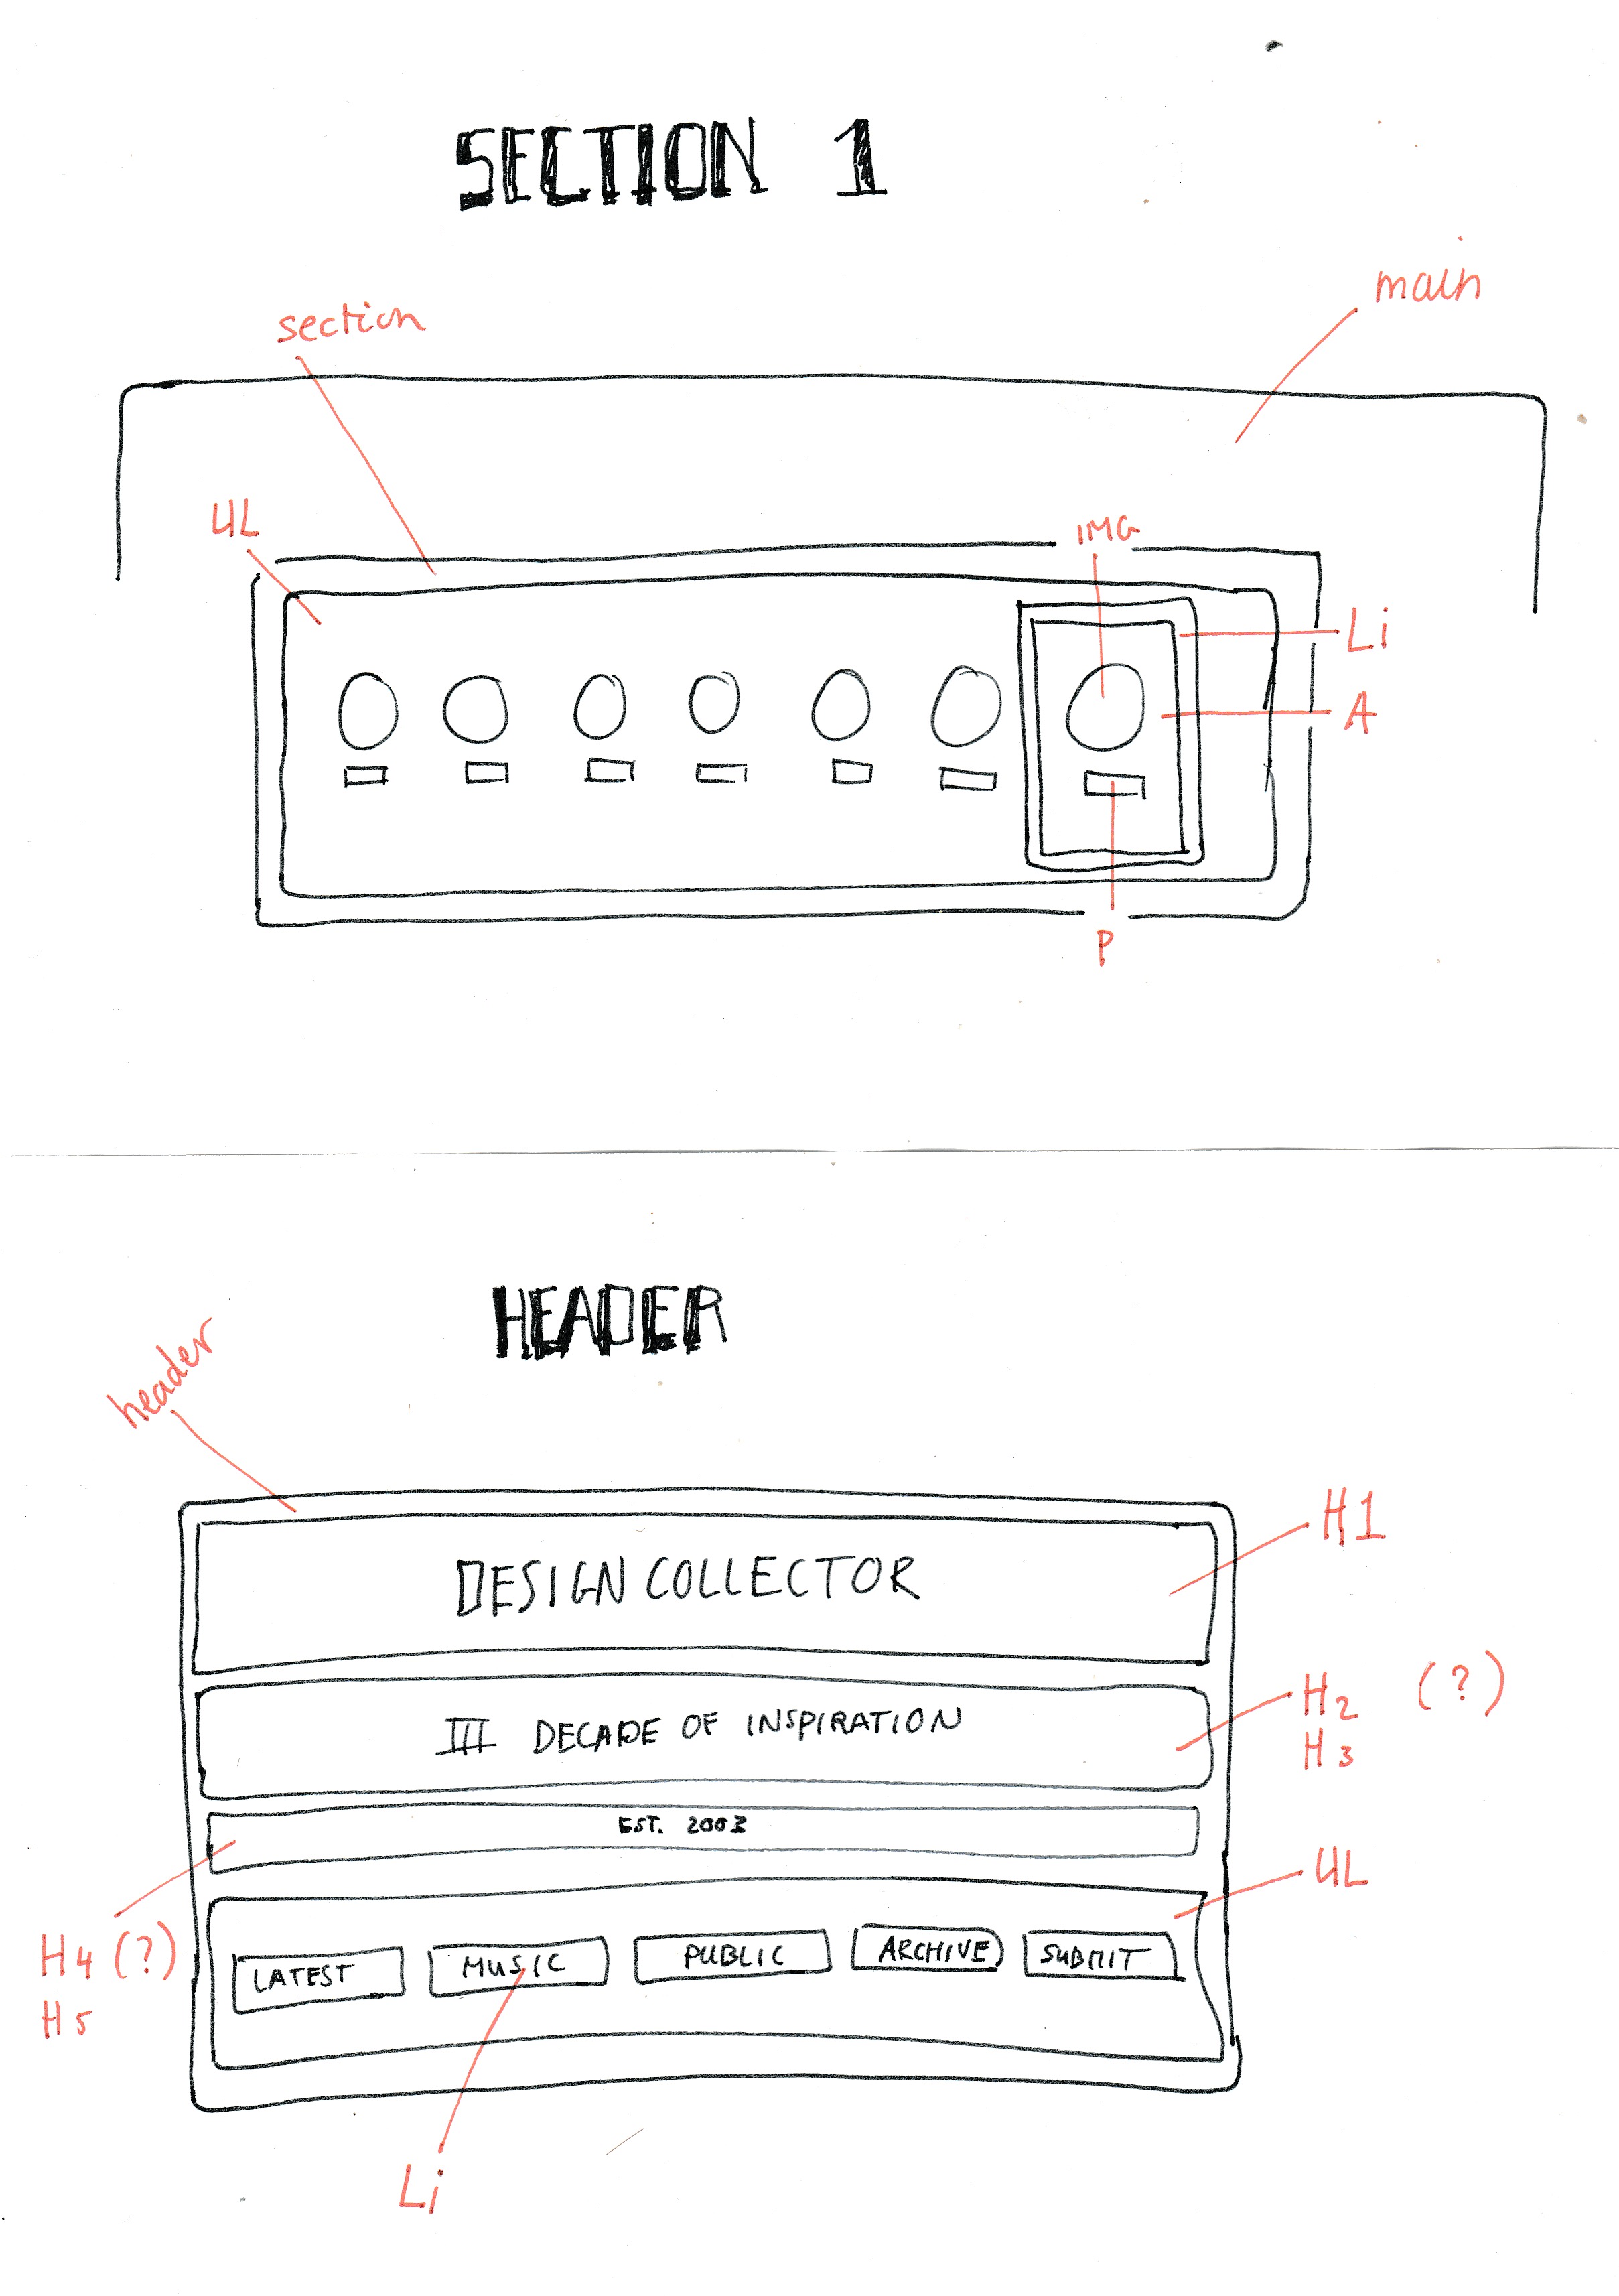 SECTION 1
main
section
UL
IMG
Li
A
P
HEADER
header
H1
DESIGN COLLECTOR
H2 (?)
H3
III DECADE OF INSPIRATION
EST. 2003
UL
H4 (?)
H5
LATEST MUSIC PUBLIC ARCHIVE SUBMIT
Li